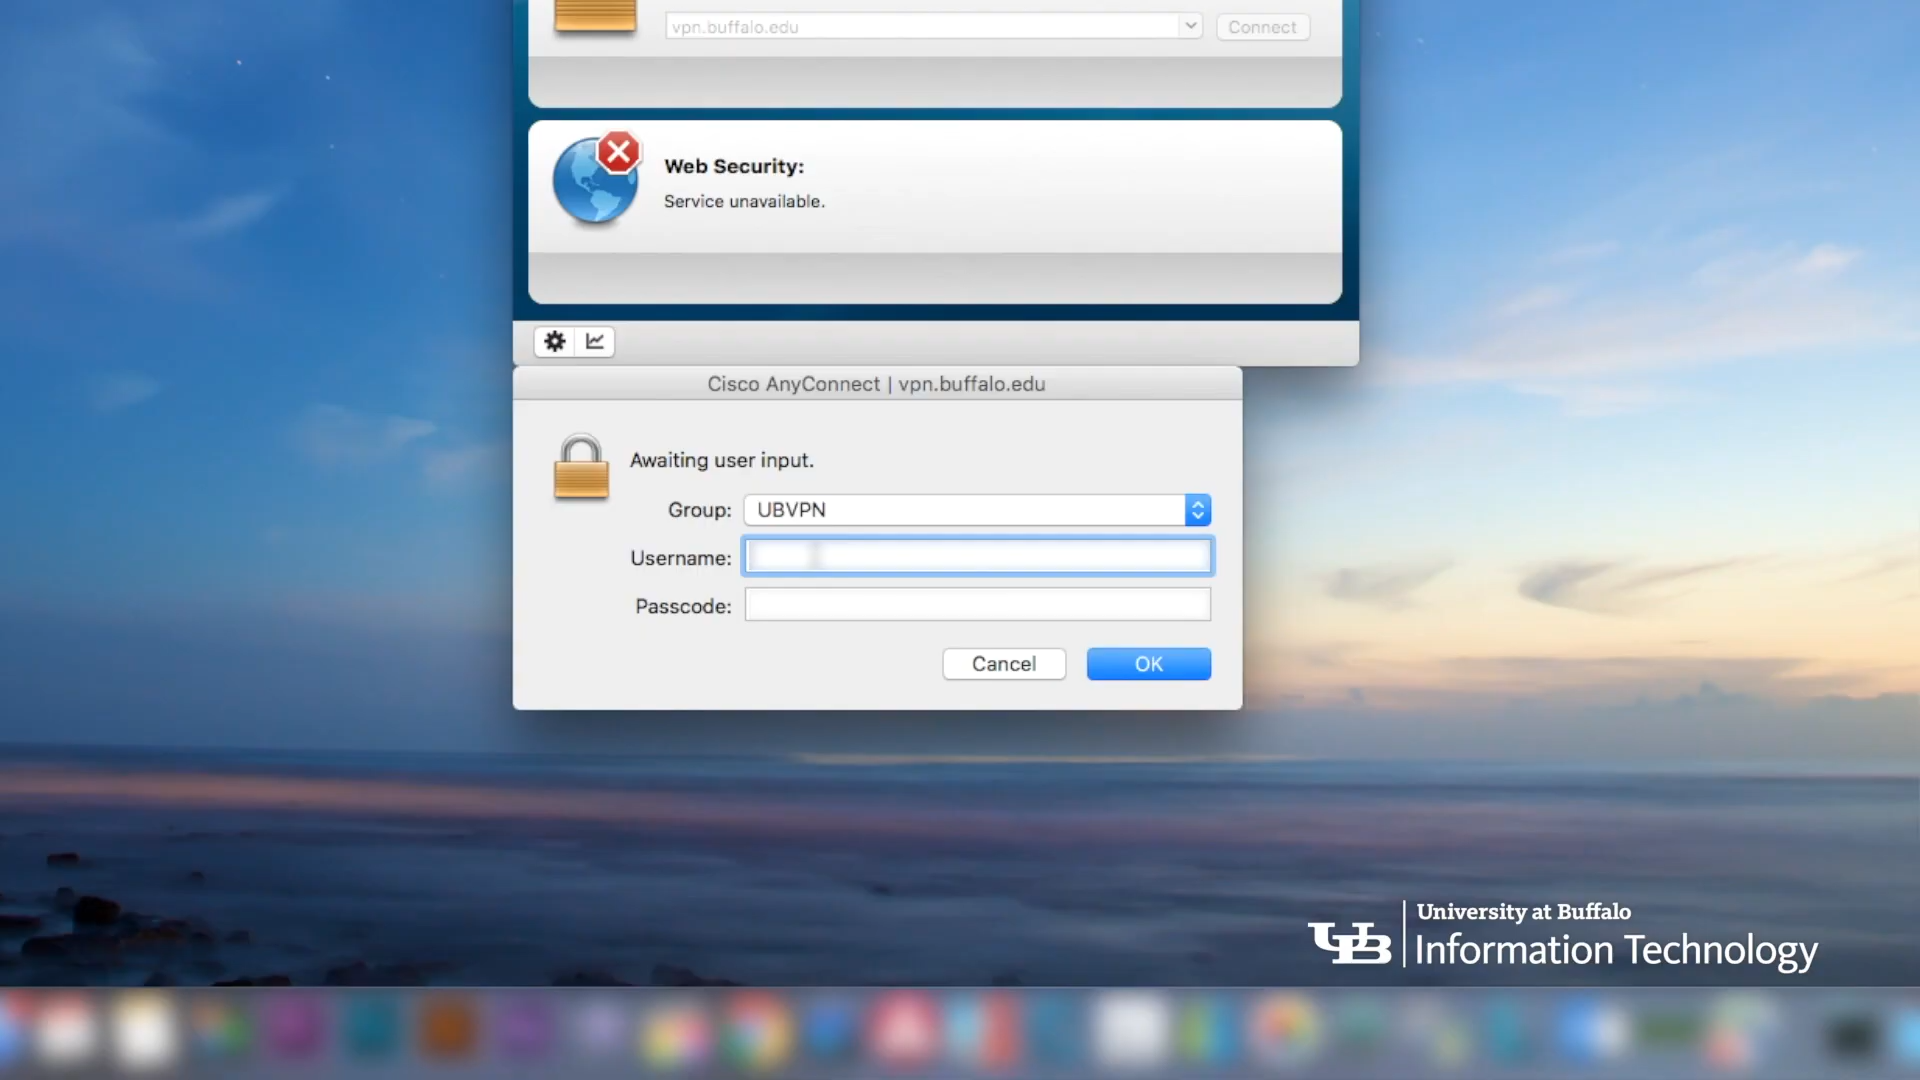 vpn.buffalo.edu
Connect
Web Security:
Service unavailable.
Cisco AnyConnect | vpn.buffalo.edu
Awaiting user input.
Group: UBVPN
Username:
Passcode:
Cancel
OK
University at Buffalo
UB Information Technology